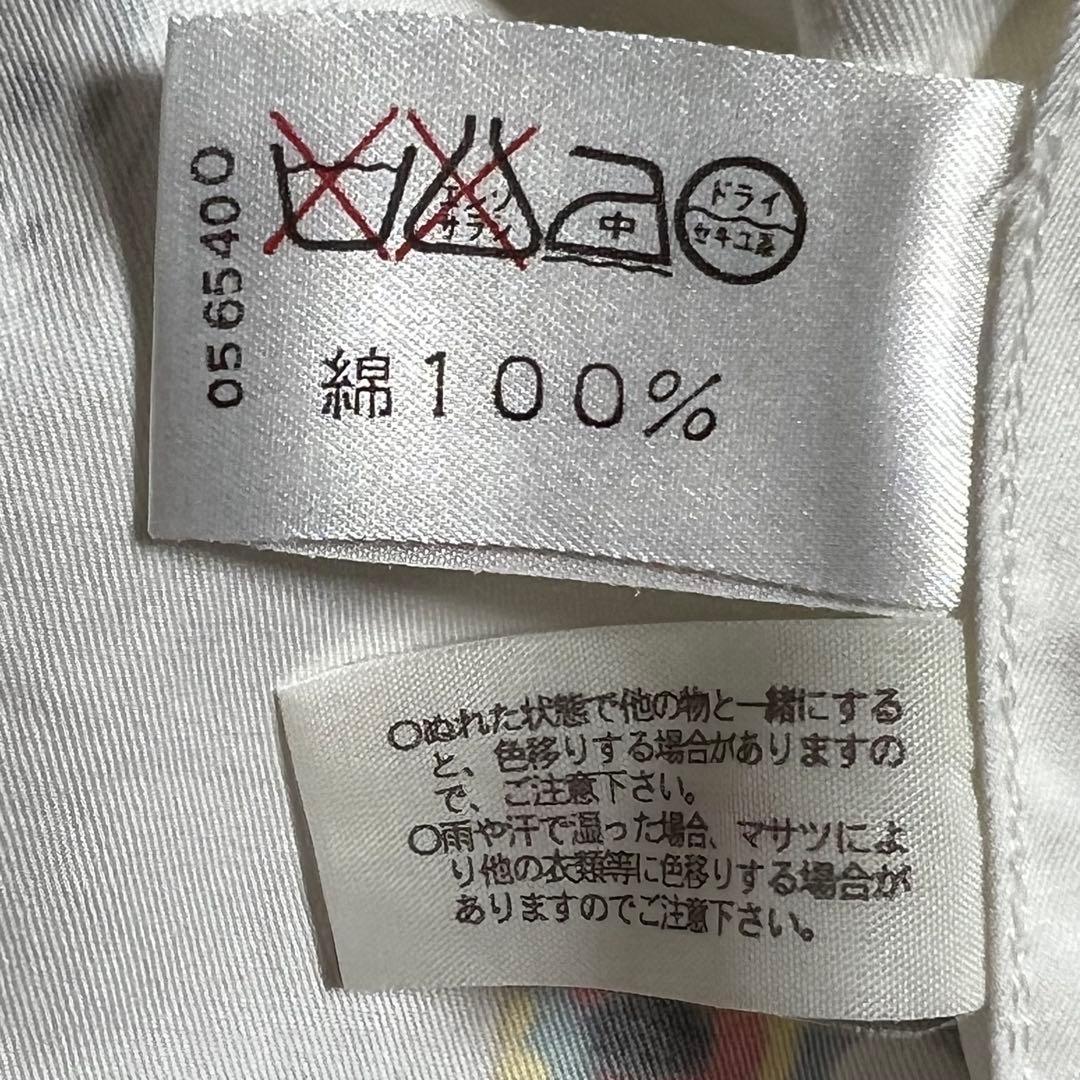 0565400
エンソ
サラシ
中
ドライ
セキユ系
綿100%
○ぬれた状態で他の物と一緒にする
と、色移りする場合がありますの
で、ご注意下さい。
○雨や汗で湿った場合、マサツによ
り他の衣類等に色移りする場合が
ありますのでご注意下さい。